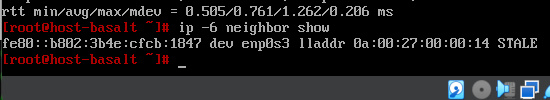 rtt min/avg/max/mdev = 0.505/0.761/1.262/0.206 ms
[root@host-basalt ~]# ip -6 neighbor show
fe80::b802:3b4e:cfcb:1847 dev enp0s3 lladdr 0a:00:27:00:00:14 STALE
[root@host-basalt ~]# _